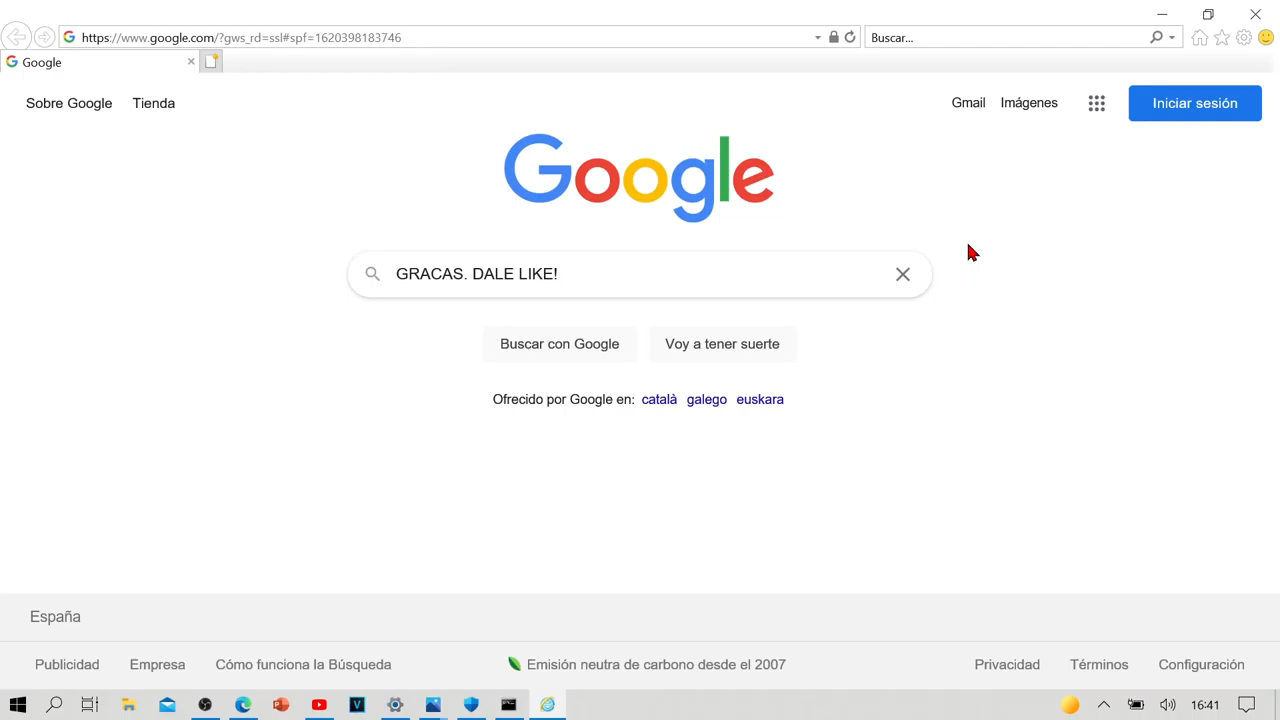 https://www.google.com/?gws_rd=ssl#spf=1620398183746
Buscar...
Google
Sobre Google Tienda
Gmail Imágenes Iniciar sesión
Google
GRACAS. DALE LIKE!
Buscar con Google Voy a tener suerte
Ofrecido por Google en: català galego euskara
España
Publicidad Empresa Cómo funciona la Búsqueda Emisión neutra de carbono desde el 2007 Privacidad Términos Configuración
16:41